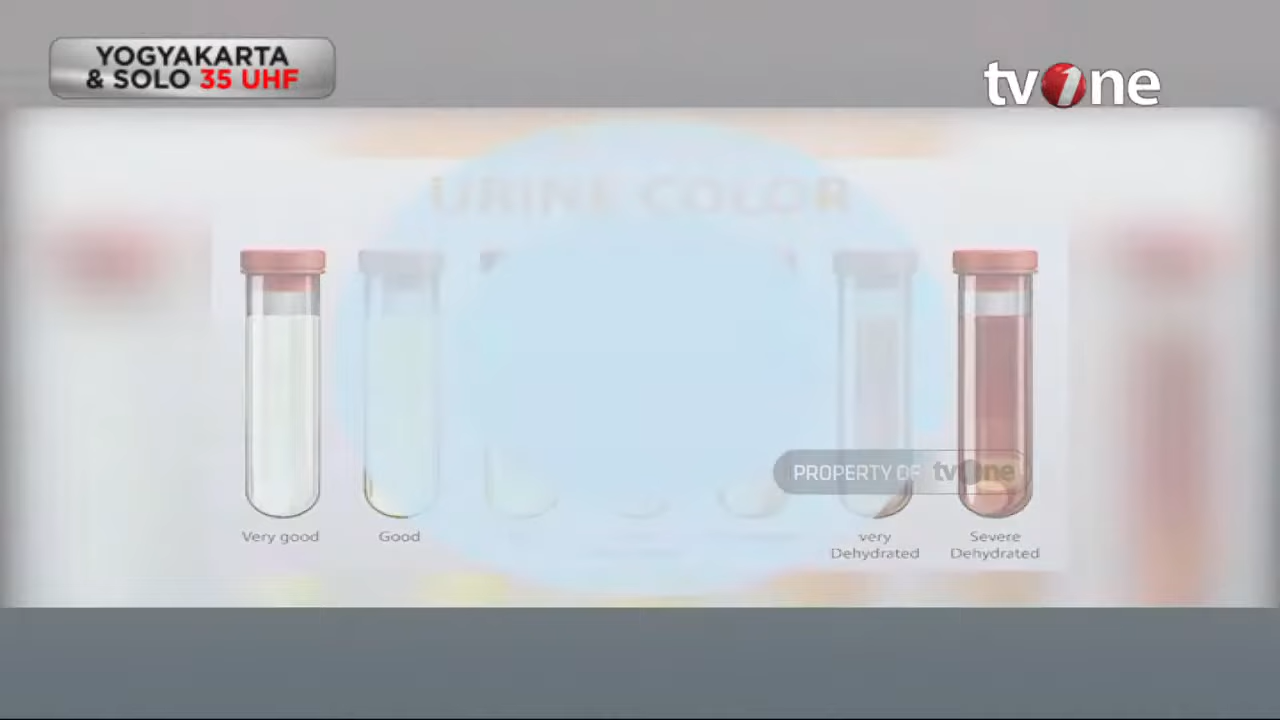 YOGYAKARTA
& SOLO 35 UHF
tvOne
URINE COLOR
PROPERTY OF tvOne
Very good
Good
very
Dehydrated
Severe
Dehydrated